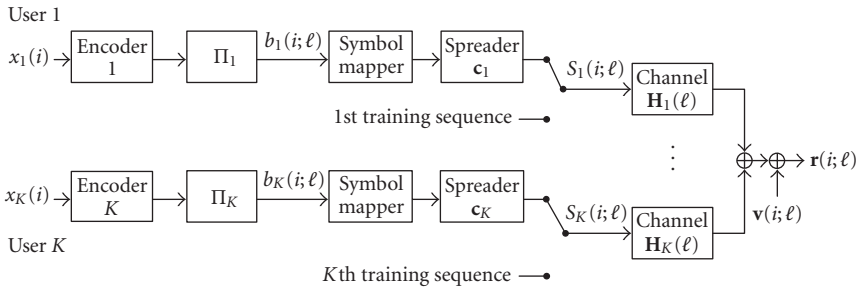 User 1
x₁(i)
Encoder
1
Π₁
b₁(i;ℓ)
Symbol
mapper
Spreader
c₁
S₁(i;ℓ)
Channel
H₁(ℓ)
1st training sequence
⋮
r(i;ℓ)
v(i;ℓ)
x_K(i)
Encoder
K
Π_K
b_K(i;ℓ)
Symbol
mapper
Spreader
c_K
S_K(i;ℓ)
Channel
H_K(ℓ)
User K
Kth training sequence